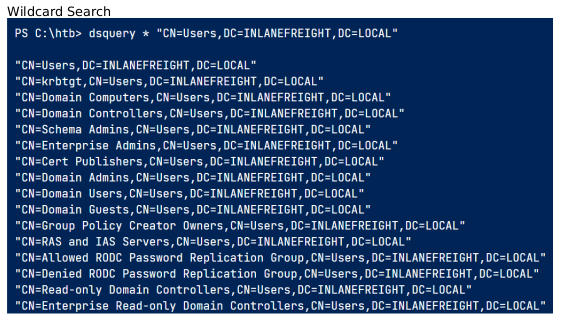 Wildcard Search
PS C:\htb> dsquery * "CN=Users,DC=INLANEFREIGHT,DC=LOCAL"
"CN=Users,DC=INLANEFREIGHT,DC=LOCAL"
"CN=krbtgt,CN=Users,DC=INLANEFREIGHT,DC=LOCAL"
"CN=Domain Computers,CN=Users,DC=INLANEFREIGHT,DC=LOCAL"
"CN=Domain Controllers,CN=Users,DC=INLANEFREIGHT,DC=LOCAL"
"CN=Schema Admins,CN=Users,DC=INLANEFREIGHT,DC=LOCAL"
"CN=Enterprise Admins,CN=Users,DC=INLANEFREIGHT,DC=LOCAL"
"CN=Cert Publishers,CN=Users,DC=INLANEFREIGHT,DC=LOCAL"
"CN=Domain Admins,CN=Users,DC=INLANEFREIGHT,DC=LOCAL"
"CN=Domain Users,CN=Users,DC=INLANEFREIGHT,DC=LOCAL"
"CN=Domain Guests,CN=Users,DC=INLANEFREIGHT,DC=LOCAL"
"CN=Group Policy Creator Owners,CN=Users,DC=INLANEFREIGHT,DC=LOCAL"
"CN=RAS and IAS Servers,CN=Users,DC=INLANEFREIGHT,DC=LOCAL"
"CN=Allowed RODC Password Replication Group,CN=Users,DC=INLANEFREIGHT,DC=LOCAL"
"CN=Denied RODC Password Replication Group,CN=Users,DC=INLANEFREIGHT,DC=LOCAL"
"CN=Read-only Domain Controllers,CN=Users,DC=INLANEFREIGHT,DC=LOCAL"
"CN=Enterprise Read-only Domain Controllers,CN=Users,DC=INLANEFREIGHT,DC=LOCAL"